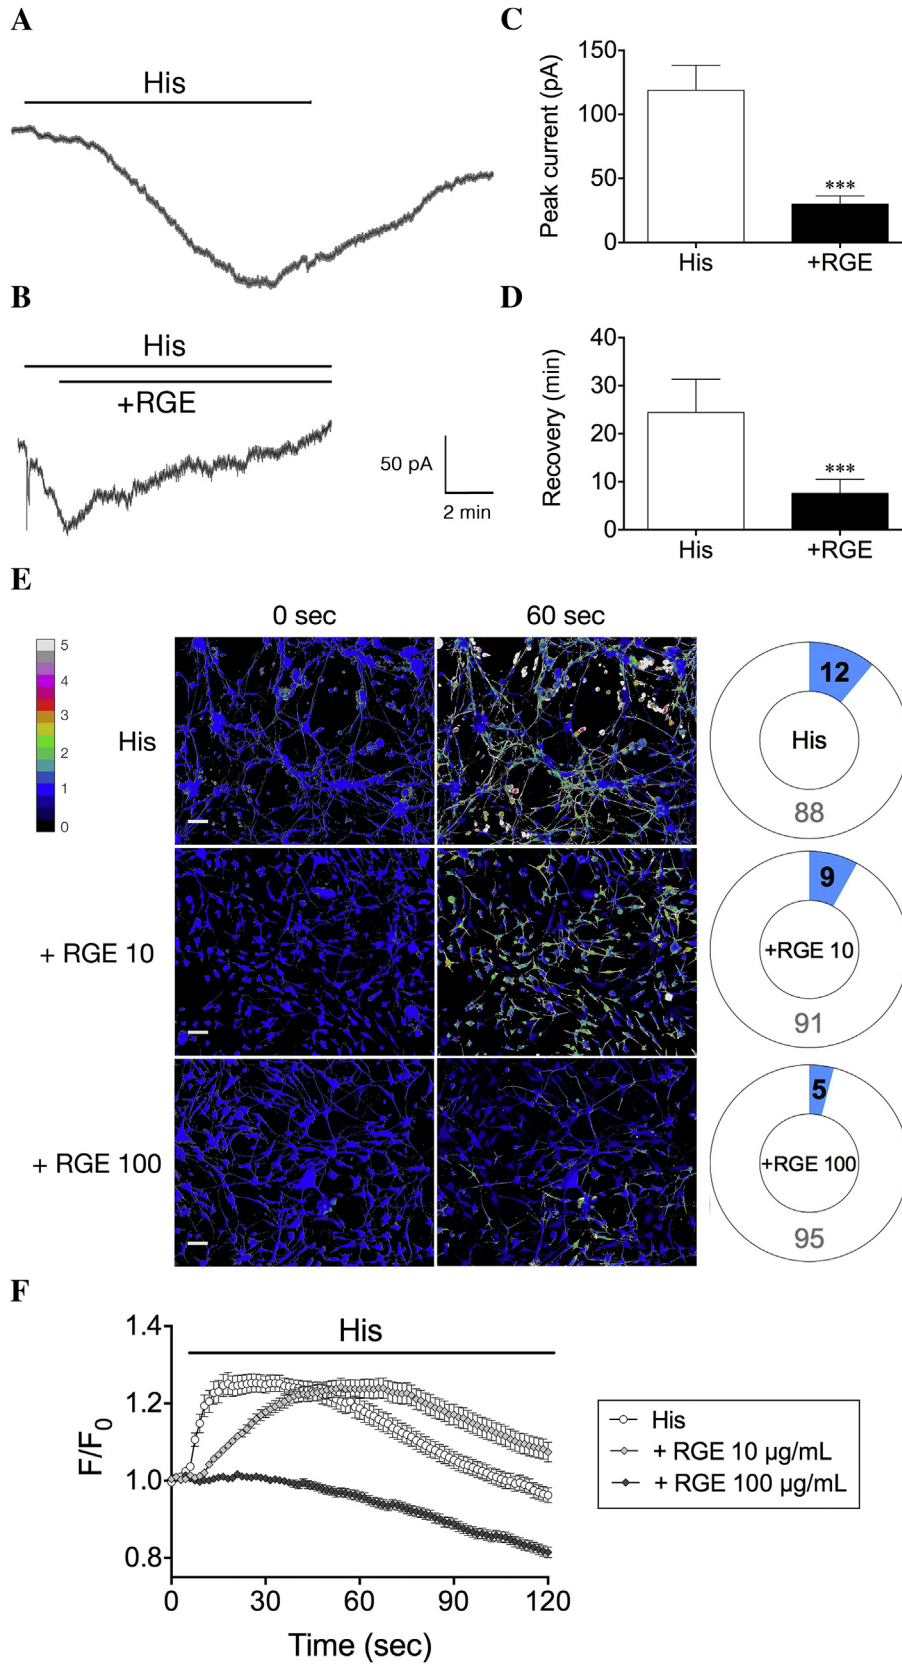 A
His
B
His
+RGE
50 pA
2 min
C
Peak current (pA)
150
100
50
0
***
His
+RGE
D
Recovery (min)
40
30
20
10
0
***
His
+RGE
E
0 sec
60 sec
5
4
3
2
1
0
His
12
His
88
+ RGE 10
9
+RGE 10
91
+ RGE 100
5
+RGE 100
95
F
1.4
1.2
1.0
0.8
F/F0
His
0
30
60
90
120
Time (sec)
His
+ RGE 10 µg/mL
+ RGE 100 µg/mL